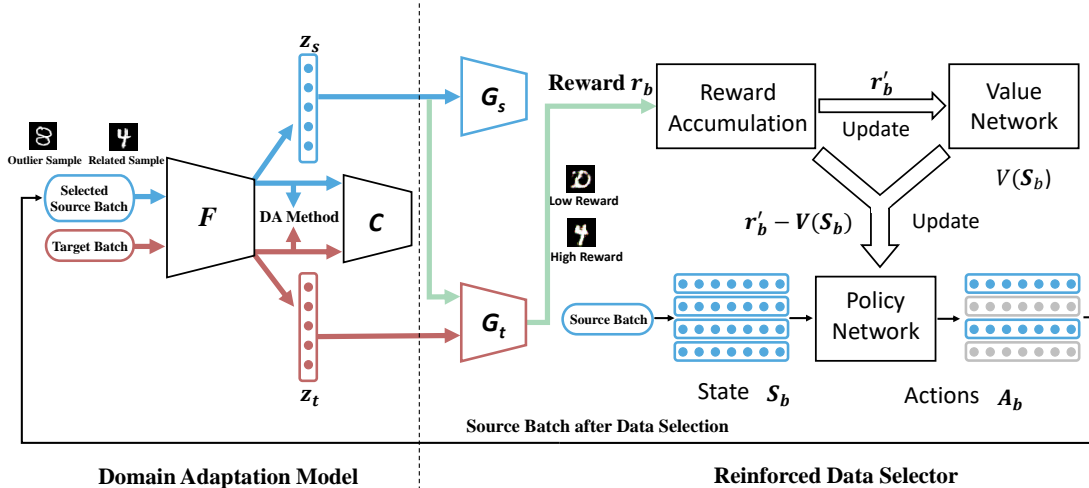 z_s
Outlier Sample
Related Sample
Selected
Source Batch
Target Batch
F
DA Method
C
z_t
G_s
G_t
Reward r_b
Low Reward
High Reward
Reward
Accumulation
r'_b
Update
Value
Network
V(S_b)
r'_b − V(S_b)
Update
Source Batch
Policy
Network
State S_b
Actions A_b
Source Batch after Data Selection
Domain Adaptation Model
Reinforced Data Selector